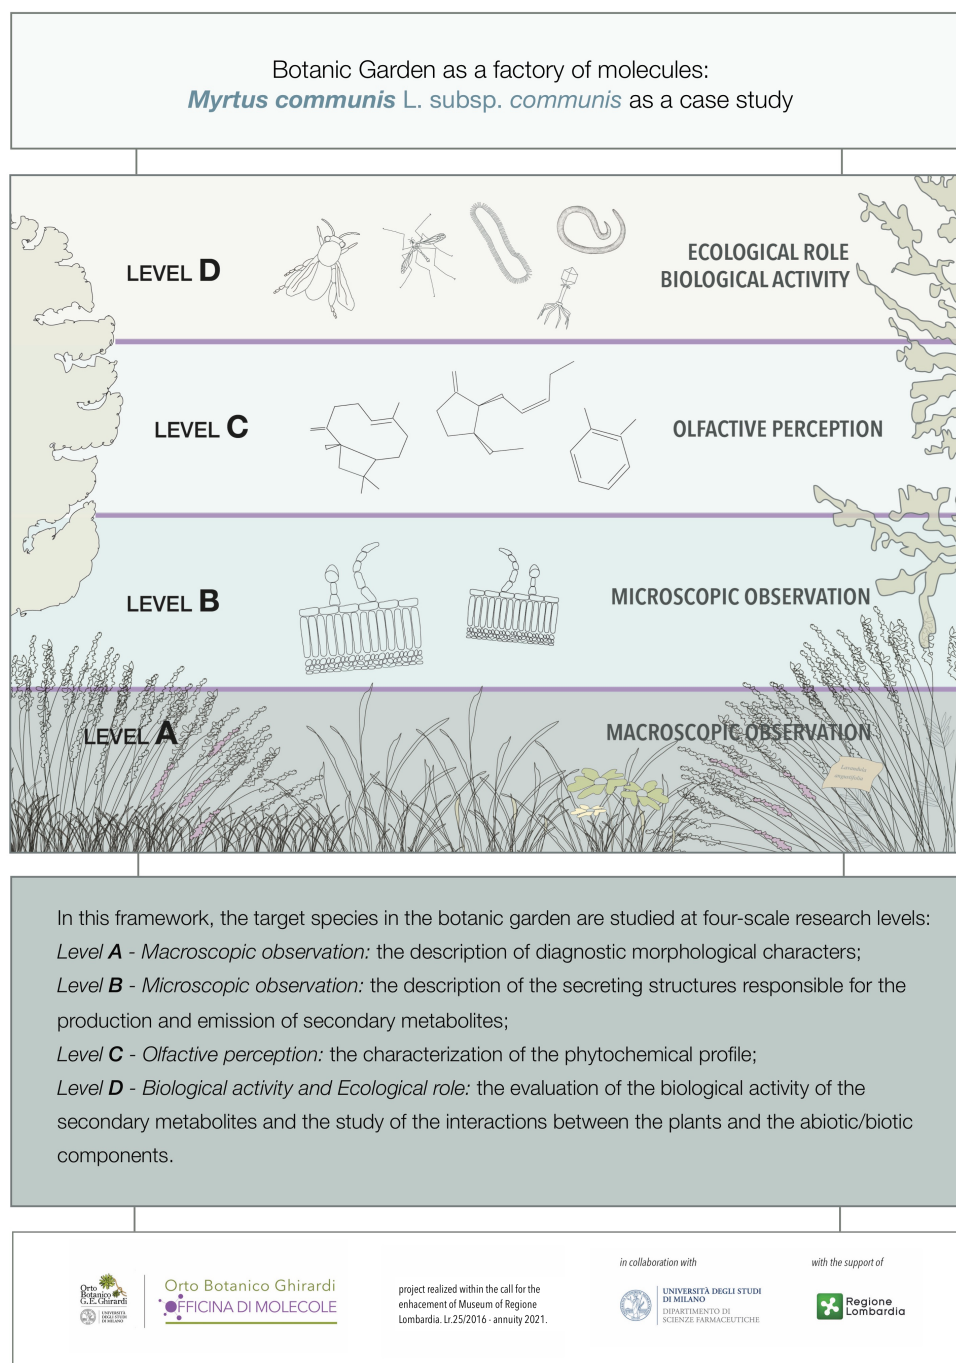 Botanic Garden as a factory of molecules:
Myrtus communis L. subsp. communis as a case study
LEVEL D
ECOLOGICAL ROLE
BIOLOGICAL ACTIVITY
LEVEL C
OLFACTIVE PERCEPTION
LEVEL B
MICROSCOPIC OBSERVATION
LEVEL A
MACROSCOPIC OBSERVATION
Lavandula
angustifolia
In this framework, the target species in the botanic garden are studied at four-scale research levels:
Level A - Macroscopic observation: the description of diagnostic morphological characters;
Level B - Microscopic observation: the description of the secreting structures responsible for the
production and emission of secondary metabolites;
Level C - Olfactive perception: the characterization of the phytochemical profile;
Level D - Biological activity and Ecological role: the evaluation of the biological activity of the
secondary metabolites and the study of the interactions between the plants and the abiotic/biotic
components.
Orto
Botanico
G.E. Ghirardi
UNIVERSITÀ
DEGLI STUDI
DI MILANO
Orto Botanico Ghirardi
OFFICINA DI MOLECOLE
project realized within the call for the
enhacement of Museum of Regione
Lombardia. Lr.25/2016 - annuity 2021.
in collaboration with
UNIVERSITÀ DEGLI STUDI
DI MILANO
DIPARTIMENTO DI
SCIENZE FARMACEUTICHE
with the support of
Regione
Lombardia